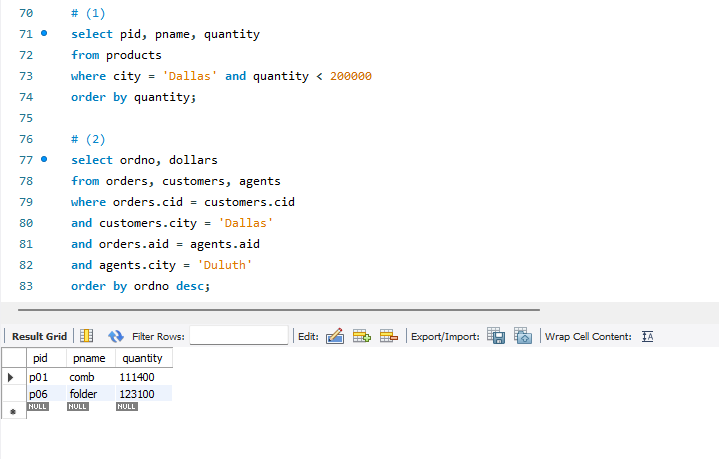 70 # (1)
71 select pid, pname, quantity
72 from products
73 where city = 'Dallas' and quantity < 200000
74 order by quantity;
75
76 # (2)
77 select ordno, dollars
78 from orders, customers, agents
79 where orders.cid = customers.cid
80 and customers.city = 'Dallas'
81 and orders.aid = agents.aid
82 and agents.city = 'Duluth'
83 order by ordno desc;
Result Grid Filter Rows: Edit: Export/Import: Wrap Cell Content: IA
pid pname quantity
p01 comb 111400
p06 folder 123100
NULL NULL NULL